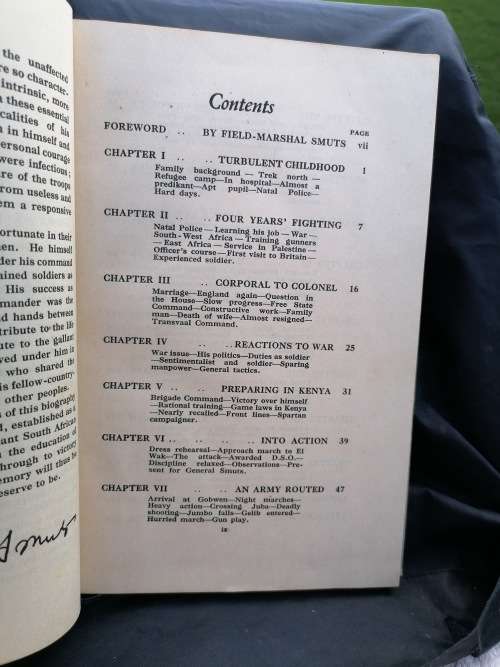 the unaffected
re so character-
intrinsic, more
these essential
calities of his
in himself and
personal courage
were infectious;
re of the troops
from useless and
em a responsive
ortunate in their
en. He himself
der his command
ained soldiers as
His success as
mander was the
d hands between
tribute to the life
ute to the gallant
ved under him in
who shared the
is fellow-country-
other peoples.
s of this biography
d, established as a
ant South African
the education of
hrough to victory
emory will thus be
eserve to be.
Smuts
Contents
PAGE
FOREWORD .. BY FIELD-MARSHAL SMUTS vii
CHAPTER I .. .. TURBULENT CHILDHOOD 1
Family background — Trek north —
Refugee camp—In hospital—Almost a
predikant—Apt pupil—Natal Police—
Hard days.
CHAPTER II .. .. FOUR YEARS' FIGHTING 7
Natal Police—Learning his job—War—
South-West Africa—Training gunners
—East Africa—Service in Palestine—
Officer's course—First visit to Britain—
Experienced soldier.
CHAPTER III .. CORPORAL TO COLONEL 16
Marriage—England again—Question in
the House—Slow progress—Free State
Command—Constructive work—Family
man—Death of wife—Almost resigned—
Transvaal Command.
CHAPTER IV .. .. REACTIONS TO WAR 25
War issue—His politics—Duties as soldier
—Sentimentalist and soldier—Sparing
manpower—General tactics.
CHAPTER V .. .. PREPARING IN KENYA 31
Brigade Command—Victory over himself
—Rational training—Game laws in Kenya
—Nearly recalled—Front lines—Spartan
campaigner.
CHAPTER VI .. .. .. .. INTO ACTION 39
Dress rehearsal—Approach march to El
Wak—The attack—Awarded D.S.O.—
Discipline relaxed—Observations—Pre-
sent for General Smuts.
CHAPTER VII .. .. AN ARMY ROUTED 47
Arrival at Gobwen—Night marches—
Heavy action—Crossing Juba—Deadly
shooting—Jumbo falls—Gelib entered—
Hurried march—Gun play.
ix